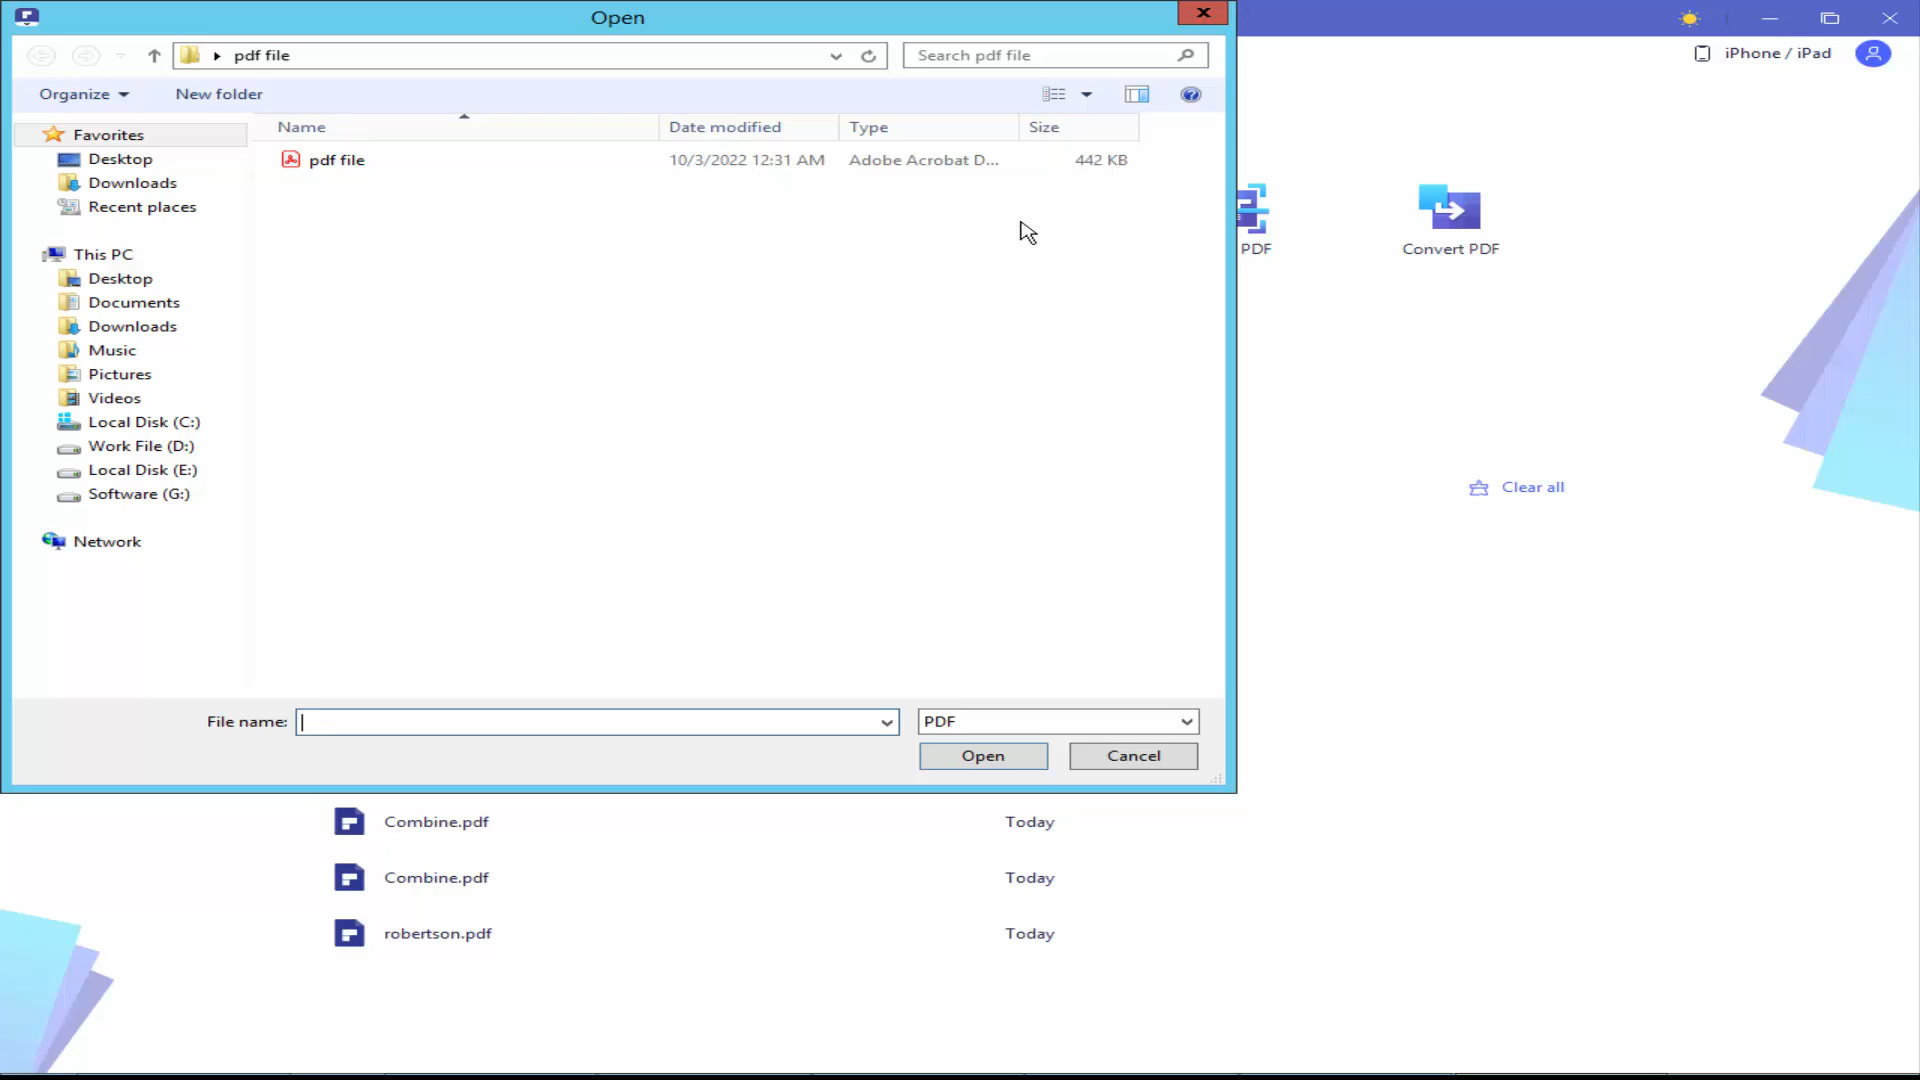 Open
x
iPhone / iPad
pdf file
Search pdf file
Organize
New folder
Name
Date modified
Type
Size
pdf file
10/3/2022 12:31 AM
Adobe Acrobat D...
442 KB
Favorites
Desktop
Downloads
Recent places
This PC
Desktop
Documents
Downloads
Music
Pictures
Videos
Local Disk (C:)
Work File (D:)
Local Disk (E:)
Software (G:)
Network
PDF
Convert PDF
Clear all
File name:
PDF
Open
Cancel
Combine.pdf
Today
Combine.pdf
Today
robertson.pdf
Today